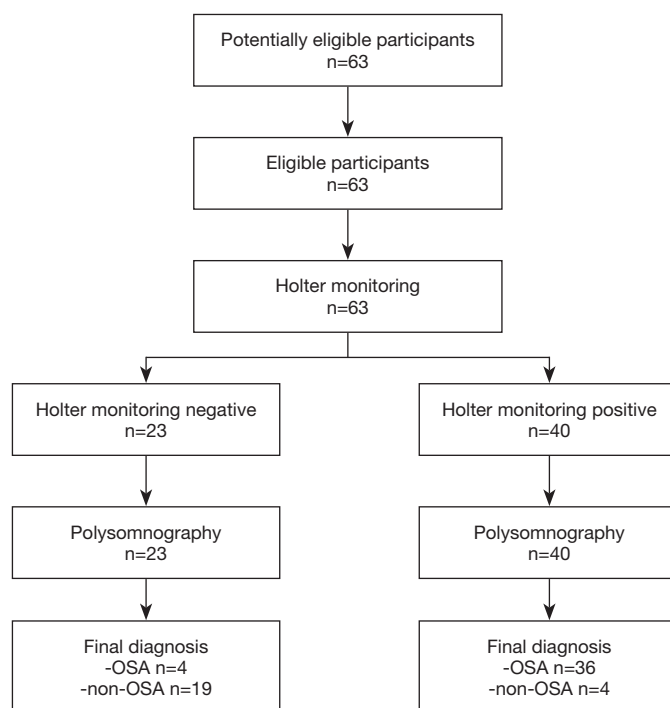 Potentially eligible participants
n=63
Eligible participants
n=63
Holter monitoring
n=63
Holter monitoring negative
n=23
Holter monitoring positive
n=40
Polysomnography
n=23
Polysomnography
n=40
Final diagnosis
-OSA n=4
-non-OSA n=19
Final diagnosis
-OSA n=36
-non-OSA n=4